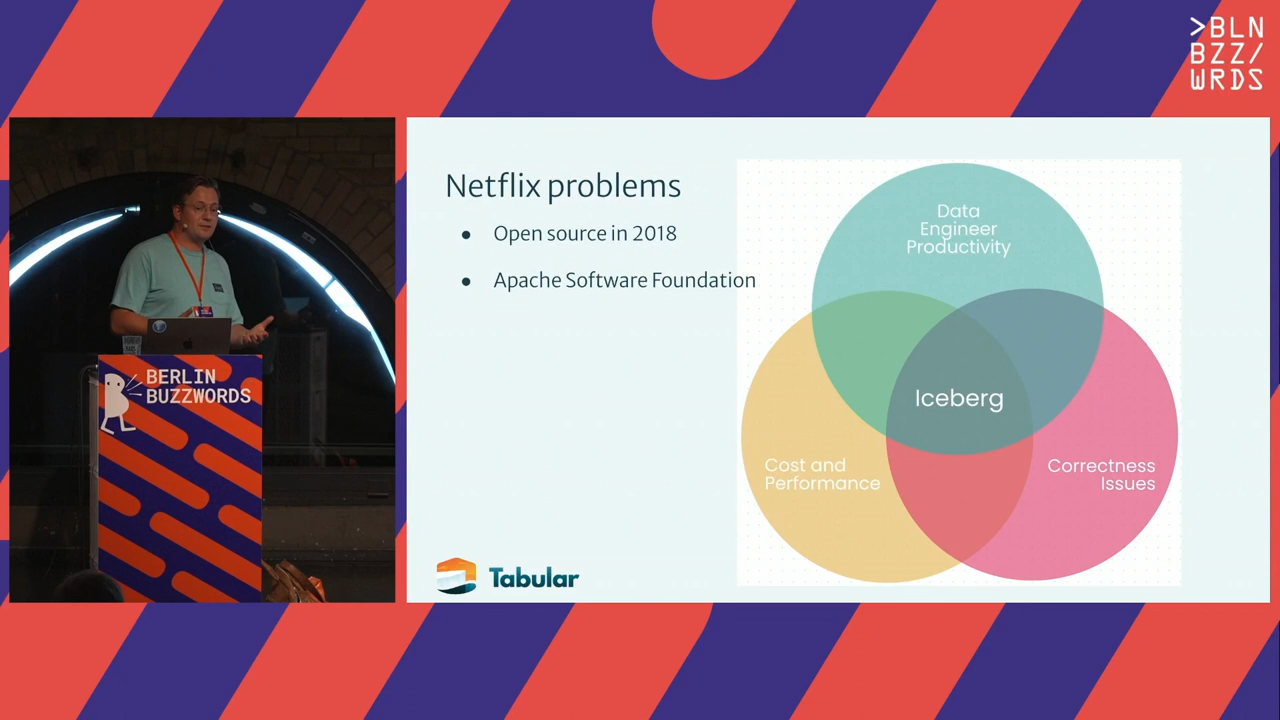 >BLN
BZZ/
WRDS
BERLIN
BUZZWORDS
Netflix problems
● Open source in 2018
● Apache Software Foundation
Data
Engineer
Productivity
Iceberg
Cost and
Performance
Correctness
Issues
Tabular